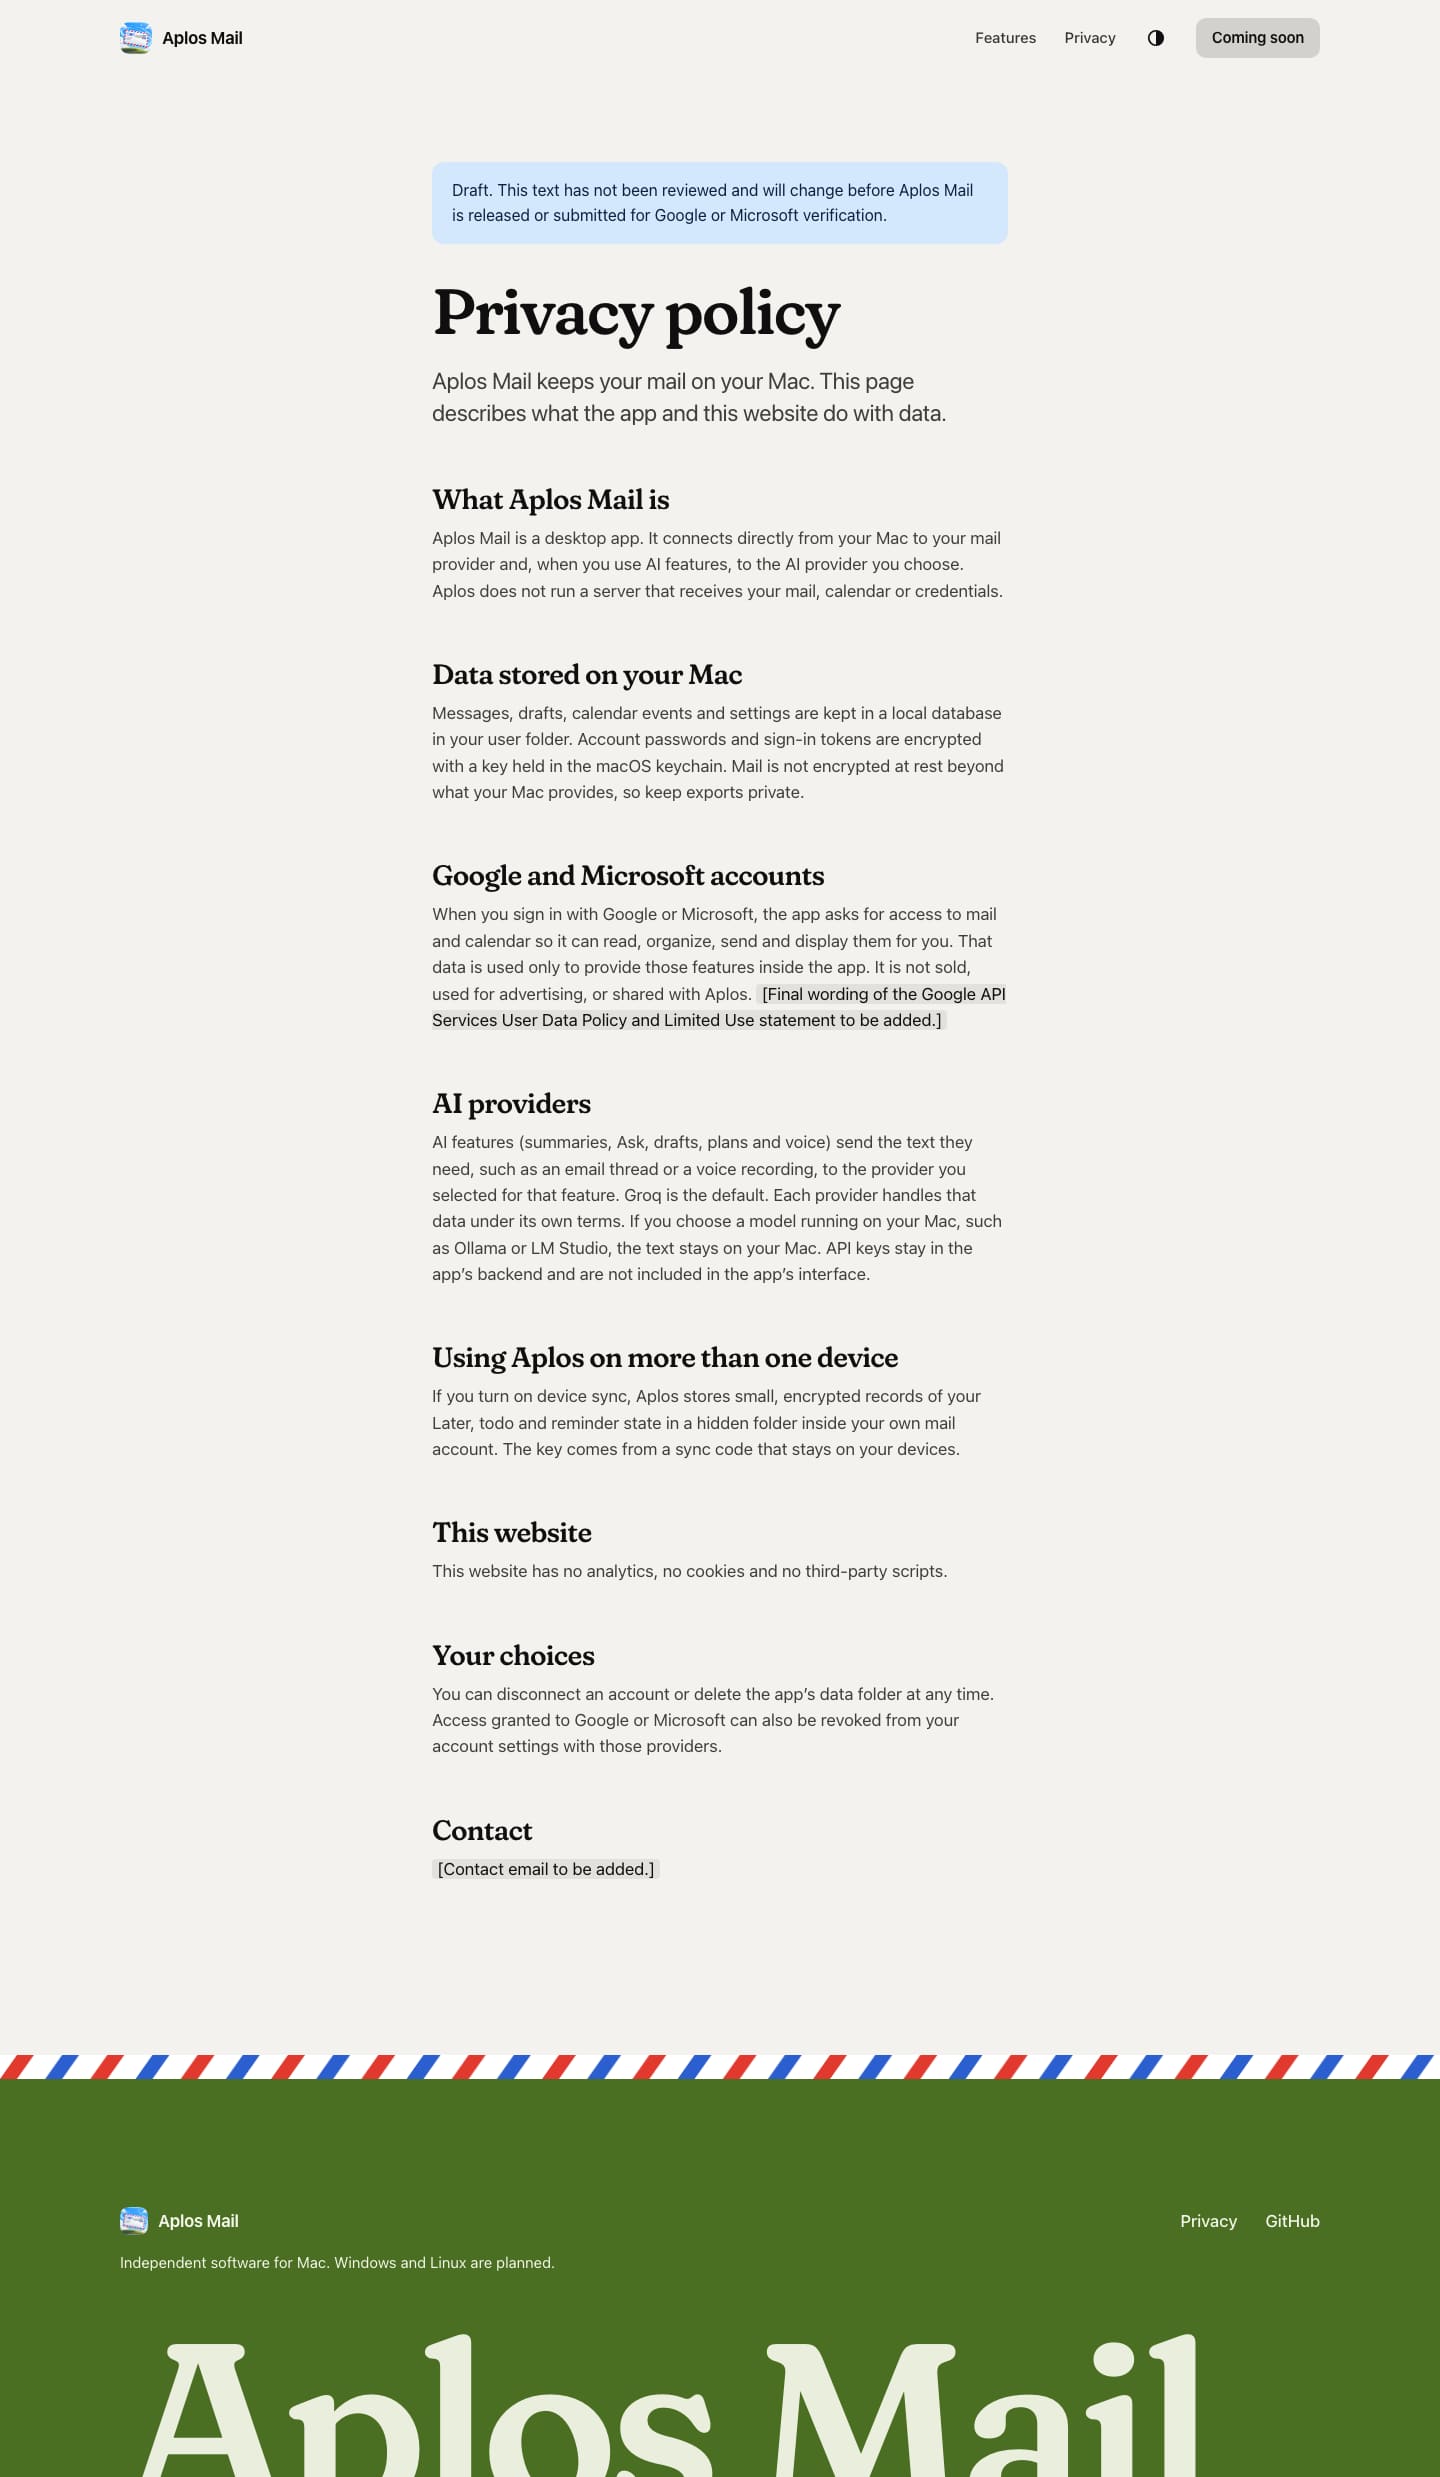 Aplos Mail
Features
Privacy
Coming soon
Draft. This text has not been reviewed and will change before Aplos Mail
is released or submitted for Google or Microsoft verification.
Privacy policy
Aplos Mail keeps your mail on your Mac. This page
describes what the app and this website do with data.
What Aplos Mail is
Aplos Mail is a desktop app. It connects directly from your Mac to your mail
provider and, when you use AI features, to the AI provider you choose.
Aplos does not run a server that receives your mail, calendar or credentials.
Data stored on your Mac
Messages, drafts, calendar events and settings are kept in a local database
in your user folder. Account passwords and sign-in tokens are encrypted
with a key held in the macOS keychain. Mail is not encrypted at rest beyond
what your Mac provides, so keep exports private.
Google and Microsoft accounts
When you sign in with Google or Microsoft, the app asks for access to mail
and calendar so it can read, organize, send and display them for you. That
data is used only to provide those features inside the app. It is not sold,
used for advertising, or shared with Aplos. [Final wording of the Google API
Services User Data Policy and Limited Use statement to be added.]
AI providers
AI features (summaries, Ask, drafts, plans and voice) send the text they
need, such as an email thread or a voice recording, to the provider you
selected for that feature. Groq is the default. Each provider handles that
data under its own terms. If you choose a model running on your Mac, such
as Ollama or LM Studio, the text stays on your Mac. API keys stay in the
app’s backend and are not included in the app’s interface.
Using Aplos on more than one device
If you turn on device sync, Aplos stores small, encrypted records of your
Later, todo and reminder state in a hidden folder inside your own mail
account. The key comes from a sync code that stays on your devices.
This website
This website has no analytics, no cookies and no third-party scripts.
Your choices
You can disconnect an account or delete the app’s data folder at any time.
Access granted to Google or Microsoft can also be revoked from your
account settings with those providers.
Contact
[Contact email to be added.]
Aplos Mail
Privacy
GitHub
Independent software for Mac. Windows and Linux are planned.
Aplos Mail